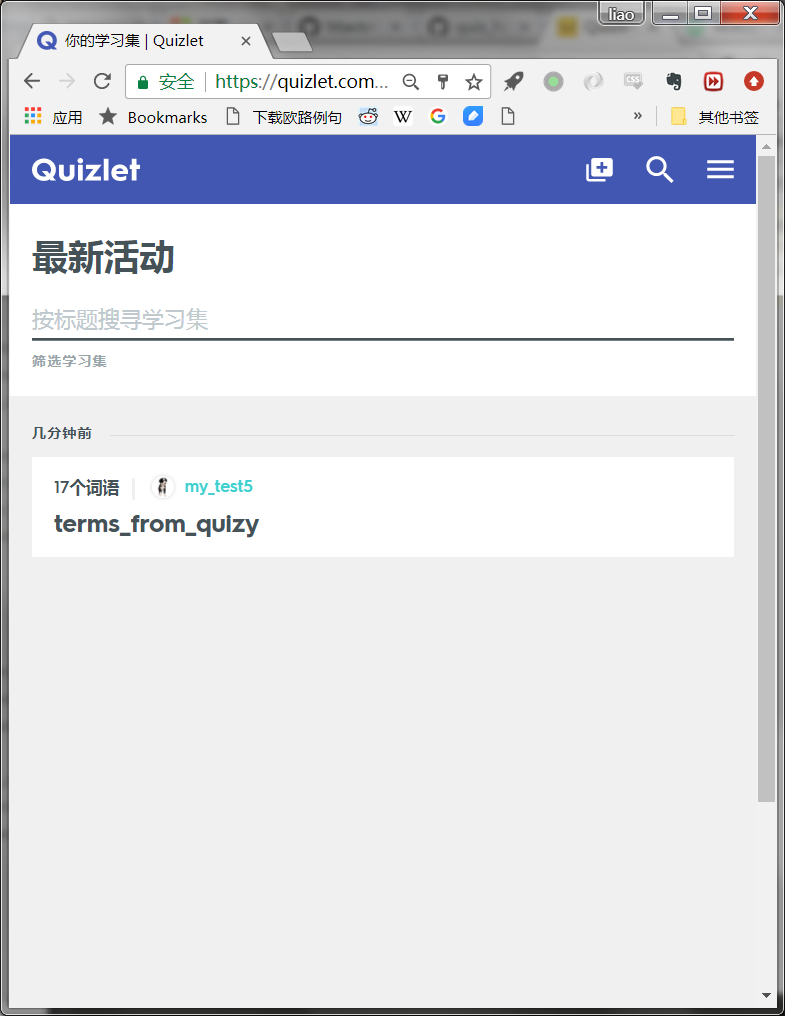 liao
你的学习集 | Quizlet
安全 https://quizlet.com...
CSS
应用 Bookmarks 下载欧路例句 W G » 其他书签
Quizlet
最新活动
按标题搜寻学习集
筛选学习集
几分钟前
17个词语 my_test5
terms_from_quizy